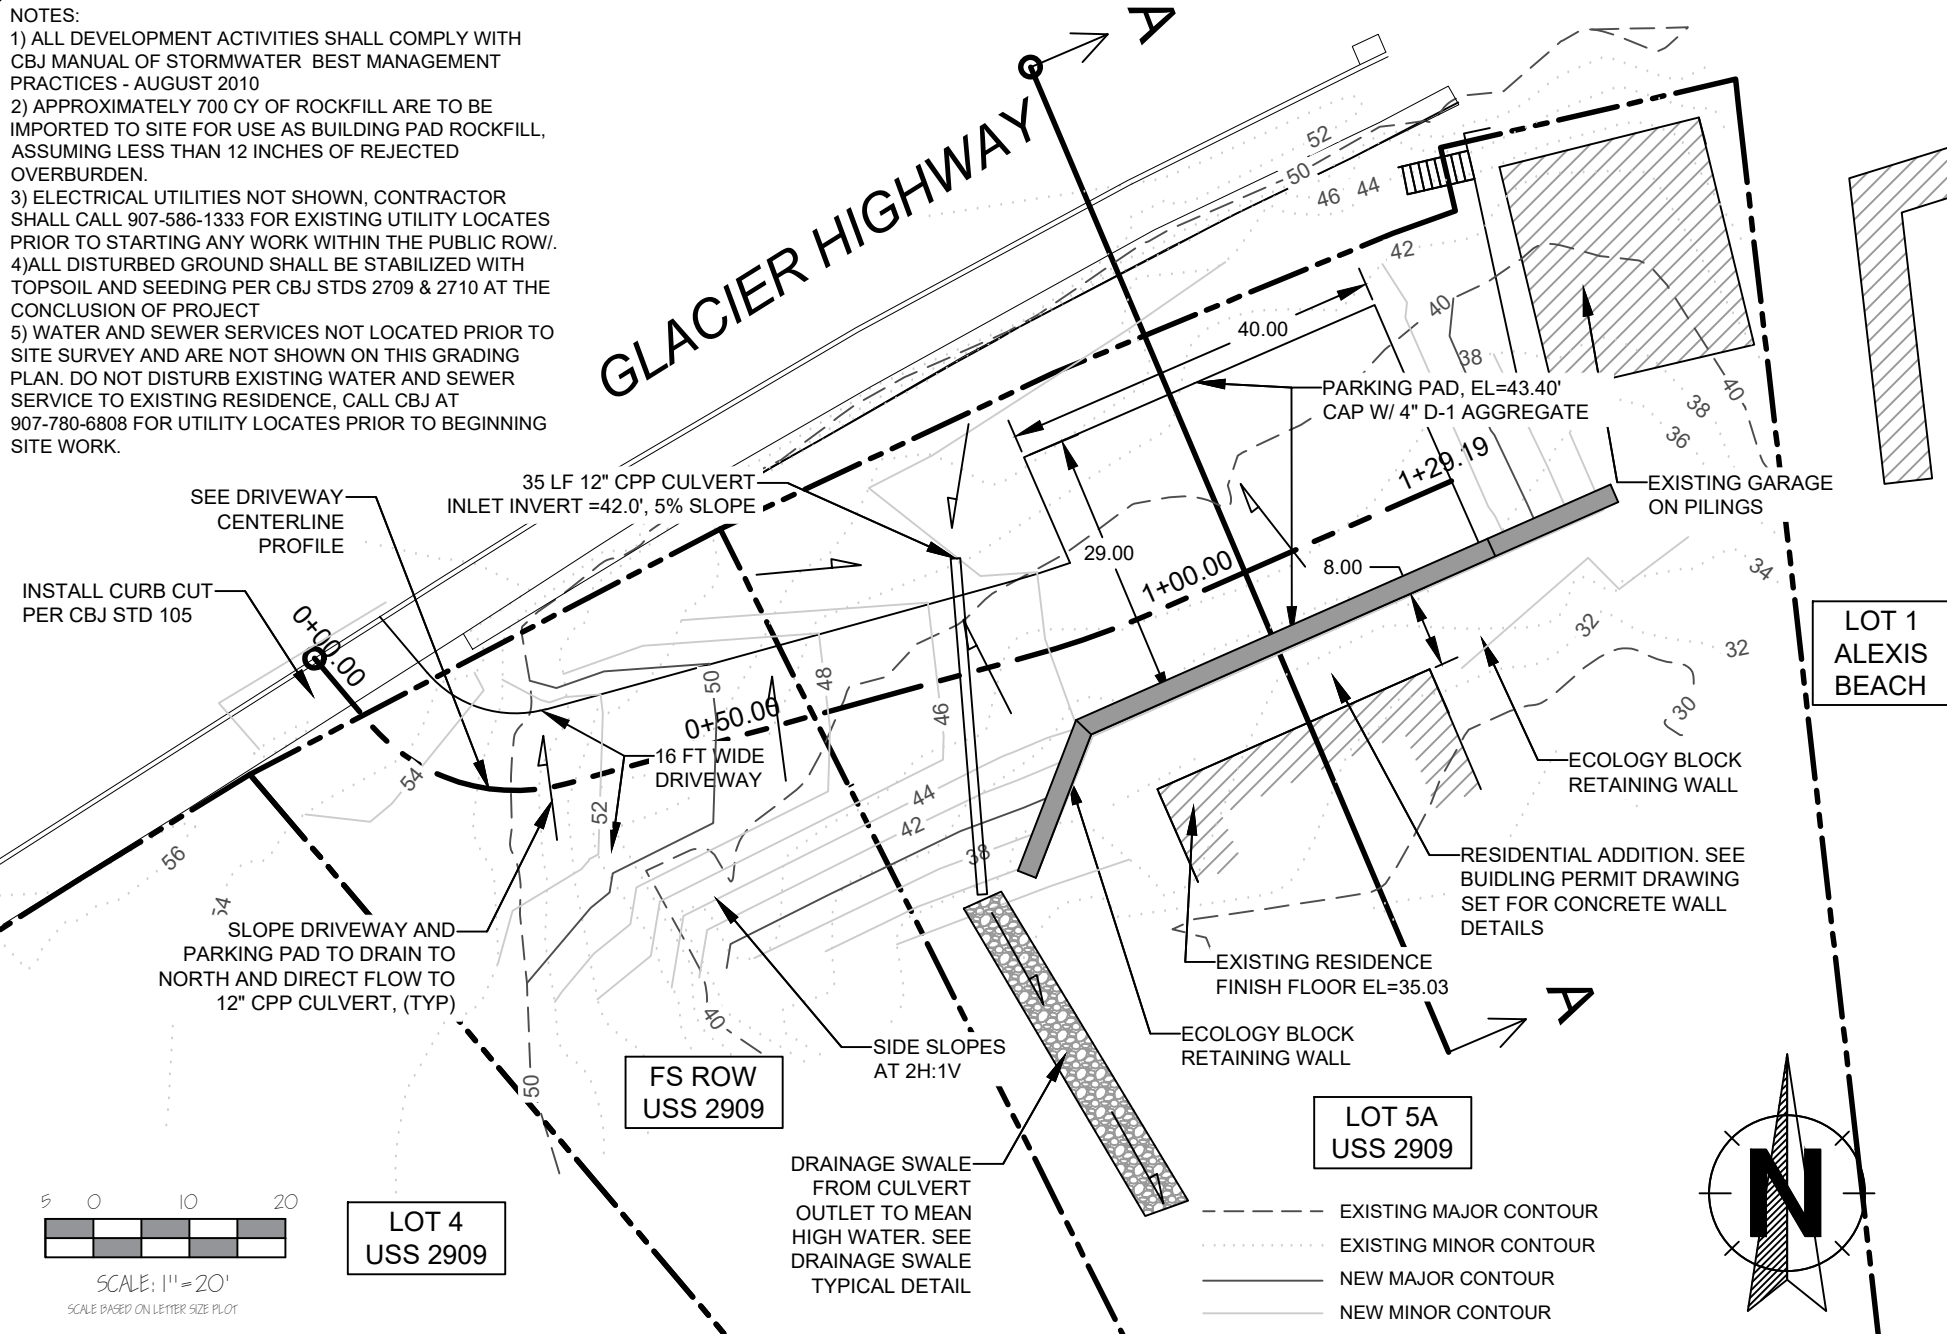 NOTES:
1) ALL DEVELOPMENT ACTIVITIES SHALL COMPLY WITH
CBJ MANUAL OF STORMWATER BEST MANAGEMENT
PRACTICES - AUGUST 2010
2) APPROXIMATELY 700 CY OF ROCKFILL ARE TO BE
IMPORTED TO SITE FOR USE AS BUILDING PAD ROCKFILL,
ASSUMING LESS THAN 12 INCHES OF REJECTED
OVERBURDEN.
3) ELECTRICAL UTILITIES NOT SHOWN, CONTRACTOR
SHALL CALL 907-586-1333 FOR EXISTING UTILITY LOCATES
PRIOR TO STARTING ANY WORK WITHIN THE PUBLIC ROW/.
4)ALL DISTURBED GROUND SHALL BE STABILIZED WITH
TOPSOIL AND SEEDING PER CBJ STDS 2709 & 2710 AT THE
CONCLUSION OF PROJECT
5) WATER AND SEWER SERVICES NOT LOCATED PRIOR TO
SITE SURVEY AND ARE NOT SHOWN ON THIS GRADING
PLAN. DO NOT DISTURB EXISTING WATER AND SEWER
SERVICE TO EXISTING RESIDENCE, CALL CBJ AT
907-780-6808 FOR UTILITY LOCATES PRIOR TO BEGINNING
SITE WORK.
A
GLACIER HIGHWAY
52
50
46
44
42
40
38
40
38
36
34
32
32
30
40.00
29.00
8.00
PARKING PAD, EL=43.40'
CAP W/ 4" D-1 AGGREGATE
1+29.19
1+00.00
EXISTING GARAGE
ON PILINGS
35 LF 12" CPP CULVERT
INLET INVERT =42.0', 5% SLOPE
SEE DRIVEWAY
CENTERLINE
PROFILE
INSTALL CURB CUT
PER CBJ STD 105
0+00.00
0+50.00
16 FT WIDE
DRIVEWAY
50
48
46
44
42
38
52
54
56
54
50
40
LOT 1
ALEXIS
BEACH
ECOLOGY BLOCK
RETAINING WALL
RESIDENTIAL ADDITION. SEE
BUIDLING PERMIT DRAWING
SET FOR CONCRETE WALL
DETAILS
SLOPE DRIVEWAY AND
PARKING PAD TO DRAIN TO
NORTH AND DIRECT FLOW TO
12" CPP CULVERT, (TYP)
EXISTING RESIDENCE
FINISH FLOOR EL=35.03
A
ECOLOGY BLOCK
RETAINING WALL
SIDE SLOPES
AT 2H:1V
FS ROW
USS 2909
LOT 5A
USS 2909
DRAINAGE SWALE
FROM CULVERT
OUTLET TO MEAN
HIGH WATER. SEE
DRAINAGE SWALE
TYPICAL DETAIL
LOT 4
USS 2909
5 0 10 20
SCALE: 1"=20'
SCALE BASED ON LETTER SIZE PLOT
EXISTING MAJOR CONTOUR
EXISTING MINOR CONTOUR
NEW MAJOR CONTOUR
NEW MINOR CONTOUR
N